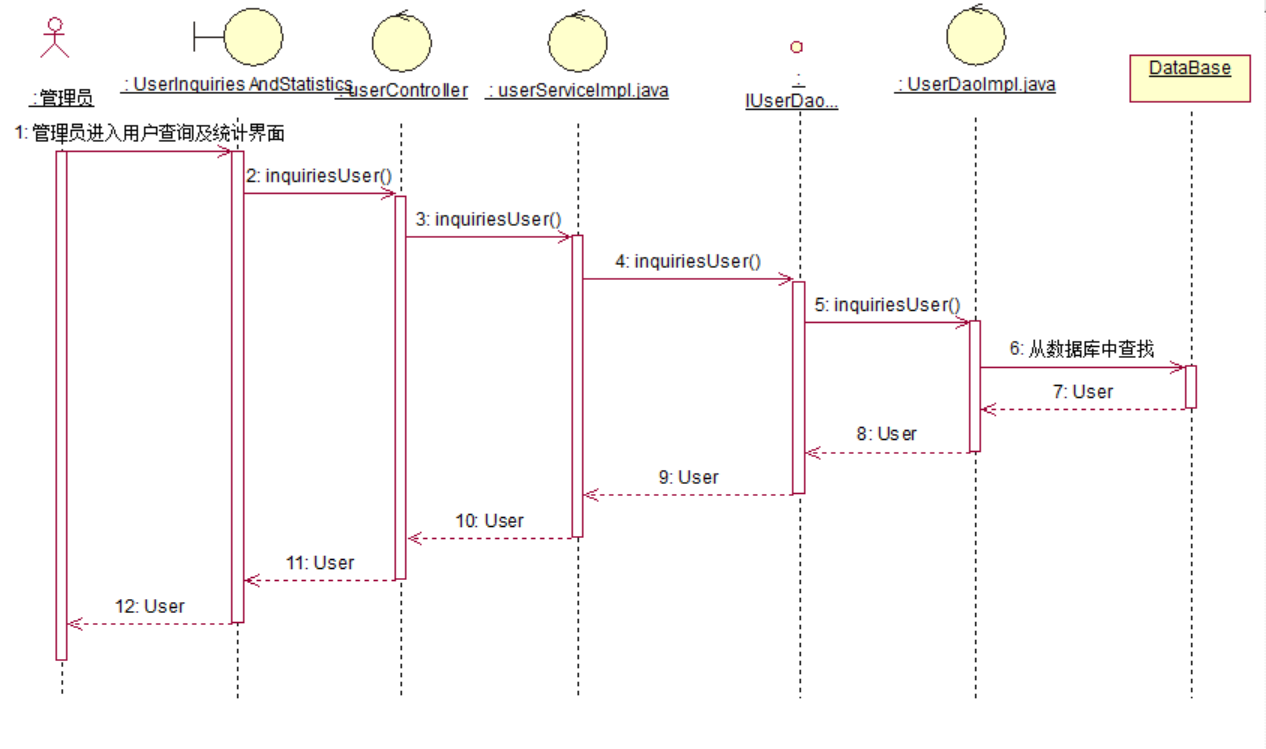 : 管理员
: UserInquiries AndStatistics
: userController
: userServiceImpl.java
:
IUserDao...
: UserDaoImpl.java
DataBase
1: 管理员进入用户查询及统计界面
2: inquiriesUser()
3: inquiriesUser()
4: inquiriesUser()
5: inquiriesUser()
6: 从数据库中查找
7: User
8: User
9: User
10: User
11: User
12: User